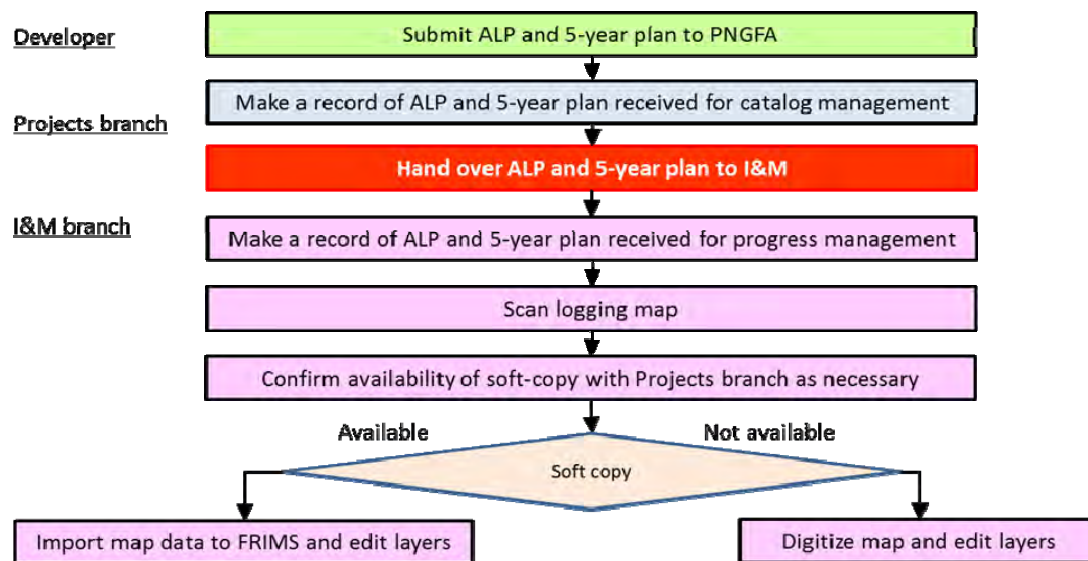 Developer
Submit ALP and 5-year plan to PNGFA
Make a record of ALP and 5-year plan received for catalog management
Projects branch
Hand over ALP and 5-year plan to I&M
I&M branch
Make a record of ALP and 5-year plan received for progress management
Scan logging map
Confirm availability of soft-copy with Projects branch as necessary
Available
Not available
Soft copy
Import map data to FRIMS and edit layers
Digitize map and edit layers